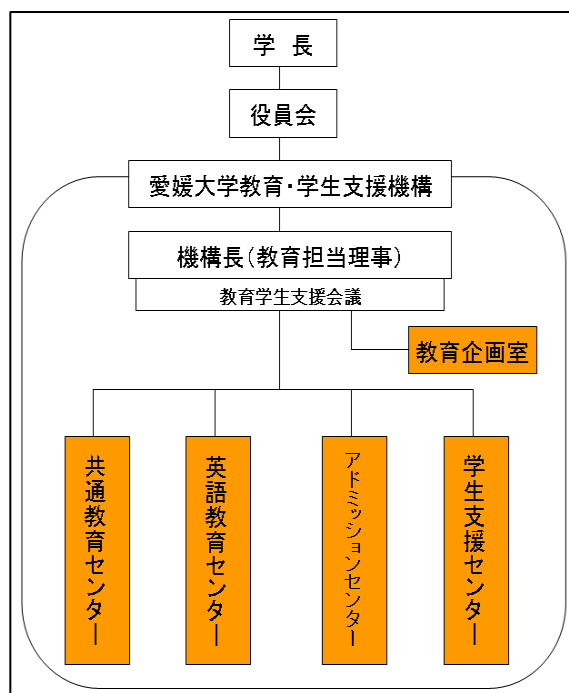 学 長
役員会
愛媛大学教育・学生支援機構
機構長(教育担当理事)
教育学生支援会議
教育企画室
共通教育センター
英語教育センター
アドミッションセンター
学生支援センター